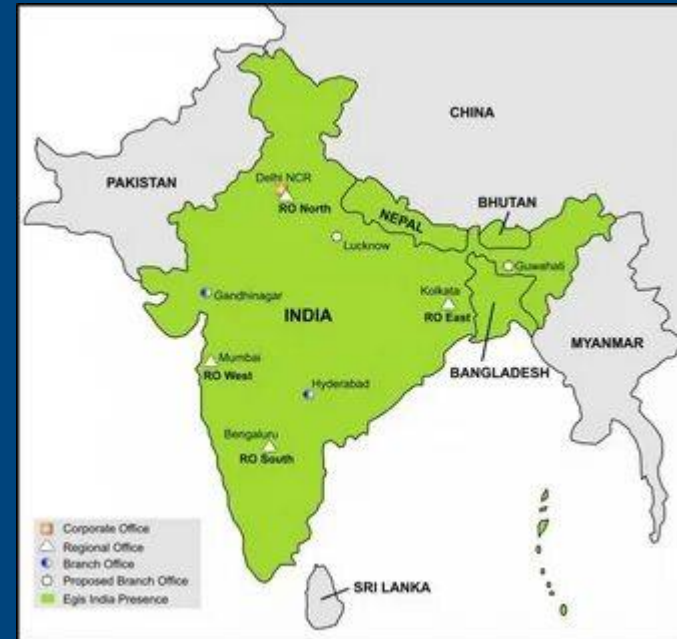 CHINA
PAKISTAN
Delhi NCR
RO North
NEPAL
BHUTAN
Lucknow
Guwahati
Gandhinagar
Kolkata
INDIA
RO East
MYANMAR
Mumbai
RO West
BANGLADESH
Hyderabad
Bengaluru
RO South
Corporate Office
Regional Office
Branch Office
Proposed Branch Office
Egis India Presence
SRI LANKA